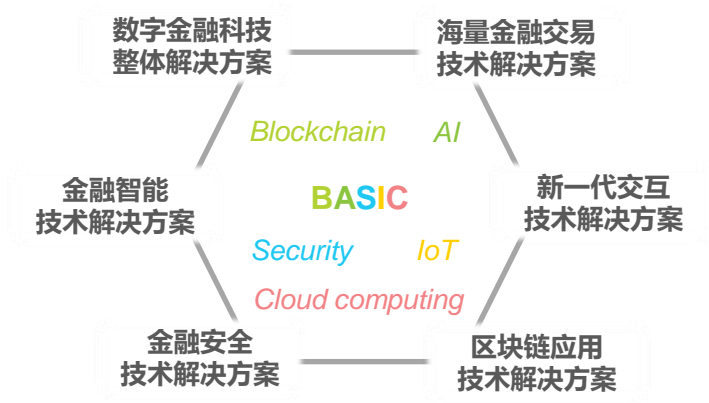 数字金融科技
整体解决方案
海量金融交易
技术解决方案
Blockchain
AI
金融智能
技术解决方案
BASIC
新一代交互
技术解决方案
Security
IoT
Cloud computing
金融安全
技术解决方案
区块链应用
技术解决方案